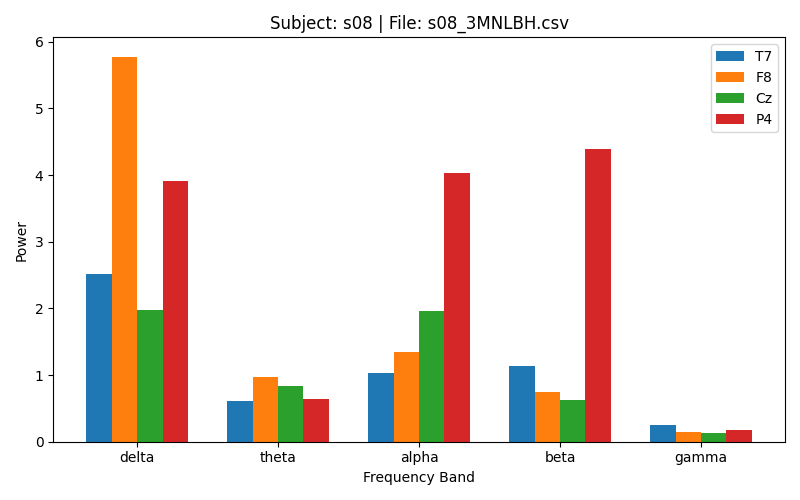 Subject: s08 | File: s08_3MNLBH.csv
T7
F8
Cz
P4
Power
6
5
4
3
2
1
0
delta theta alpha beta gamma
Frequency Band